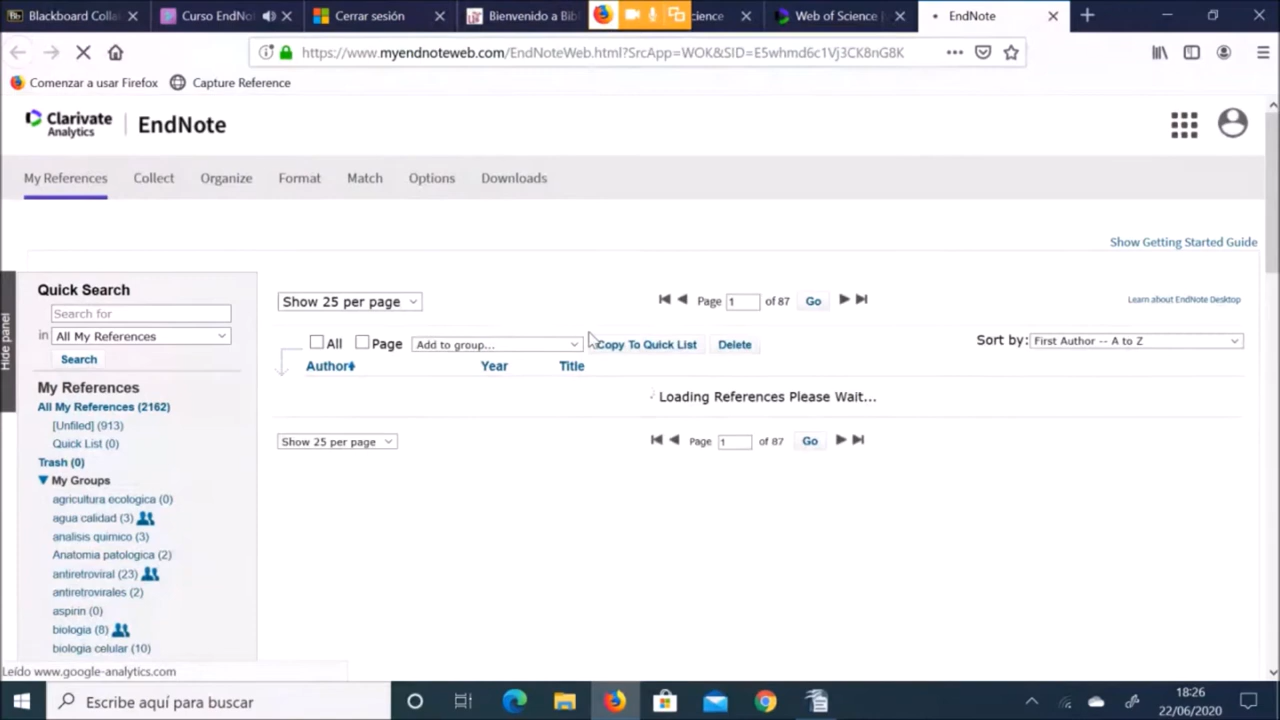 Blackboard Colla
Curso EndNo
Cerrar sesión
Bienvenido a Bib
cience
Web of Science
EndNote
https://www.myendnoteweb.com/EndNoteWeb.html?SrcApp=WOK&SID=E5whmd6c1Vj3CK8nG8K
Comenzar a usar Firefox
Capture Reference
Clarivate
Analytics
EndNote
My References
Collect
Organize
Format
Match
Options
Downloads
Show Getting Started Guide
Hide panel
Quick Search
Search for
in All My References
Search
My References
All My References (2162)
[Unfiled] (913)
Quick List (0)
Trash (0)
My Groups
agricultura ecologica (0)
agua calidad (3)
analisis quimico (3)
Anatomia patologica (2)
antiretroviral (23)
antiretrovirales (2)
aspirin (0)
biologia (8)
biologia celular (10)
Show 25 per page
Page 1 of 87 Go
Learn about EndNote Desktop
All Page Add to group... Copy To Quick List Delete
Sort by: First Author -- A to Z
Author Year Title
Loading References Please Wait...
Show 25 per page
Page 1 of 87 Go
Leído www.google-analytics.com
Escribe aquí para buscar
18:26
22/06/2020